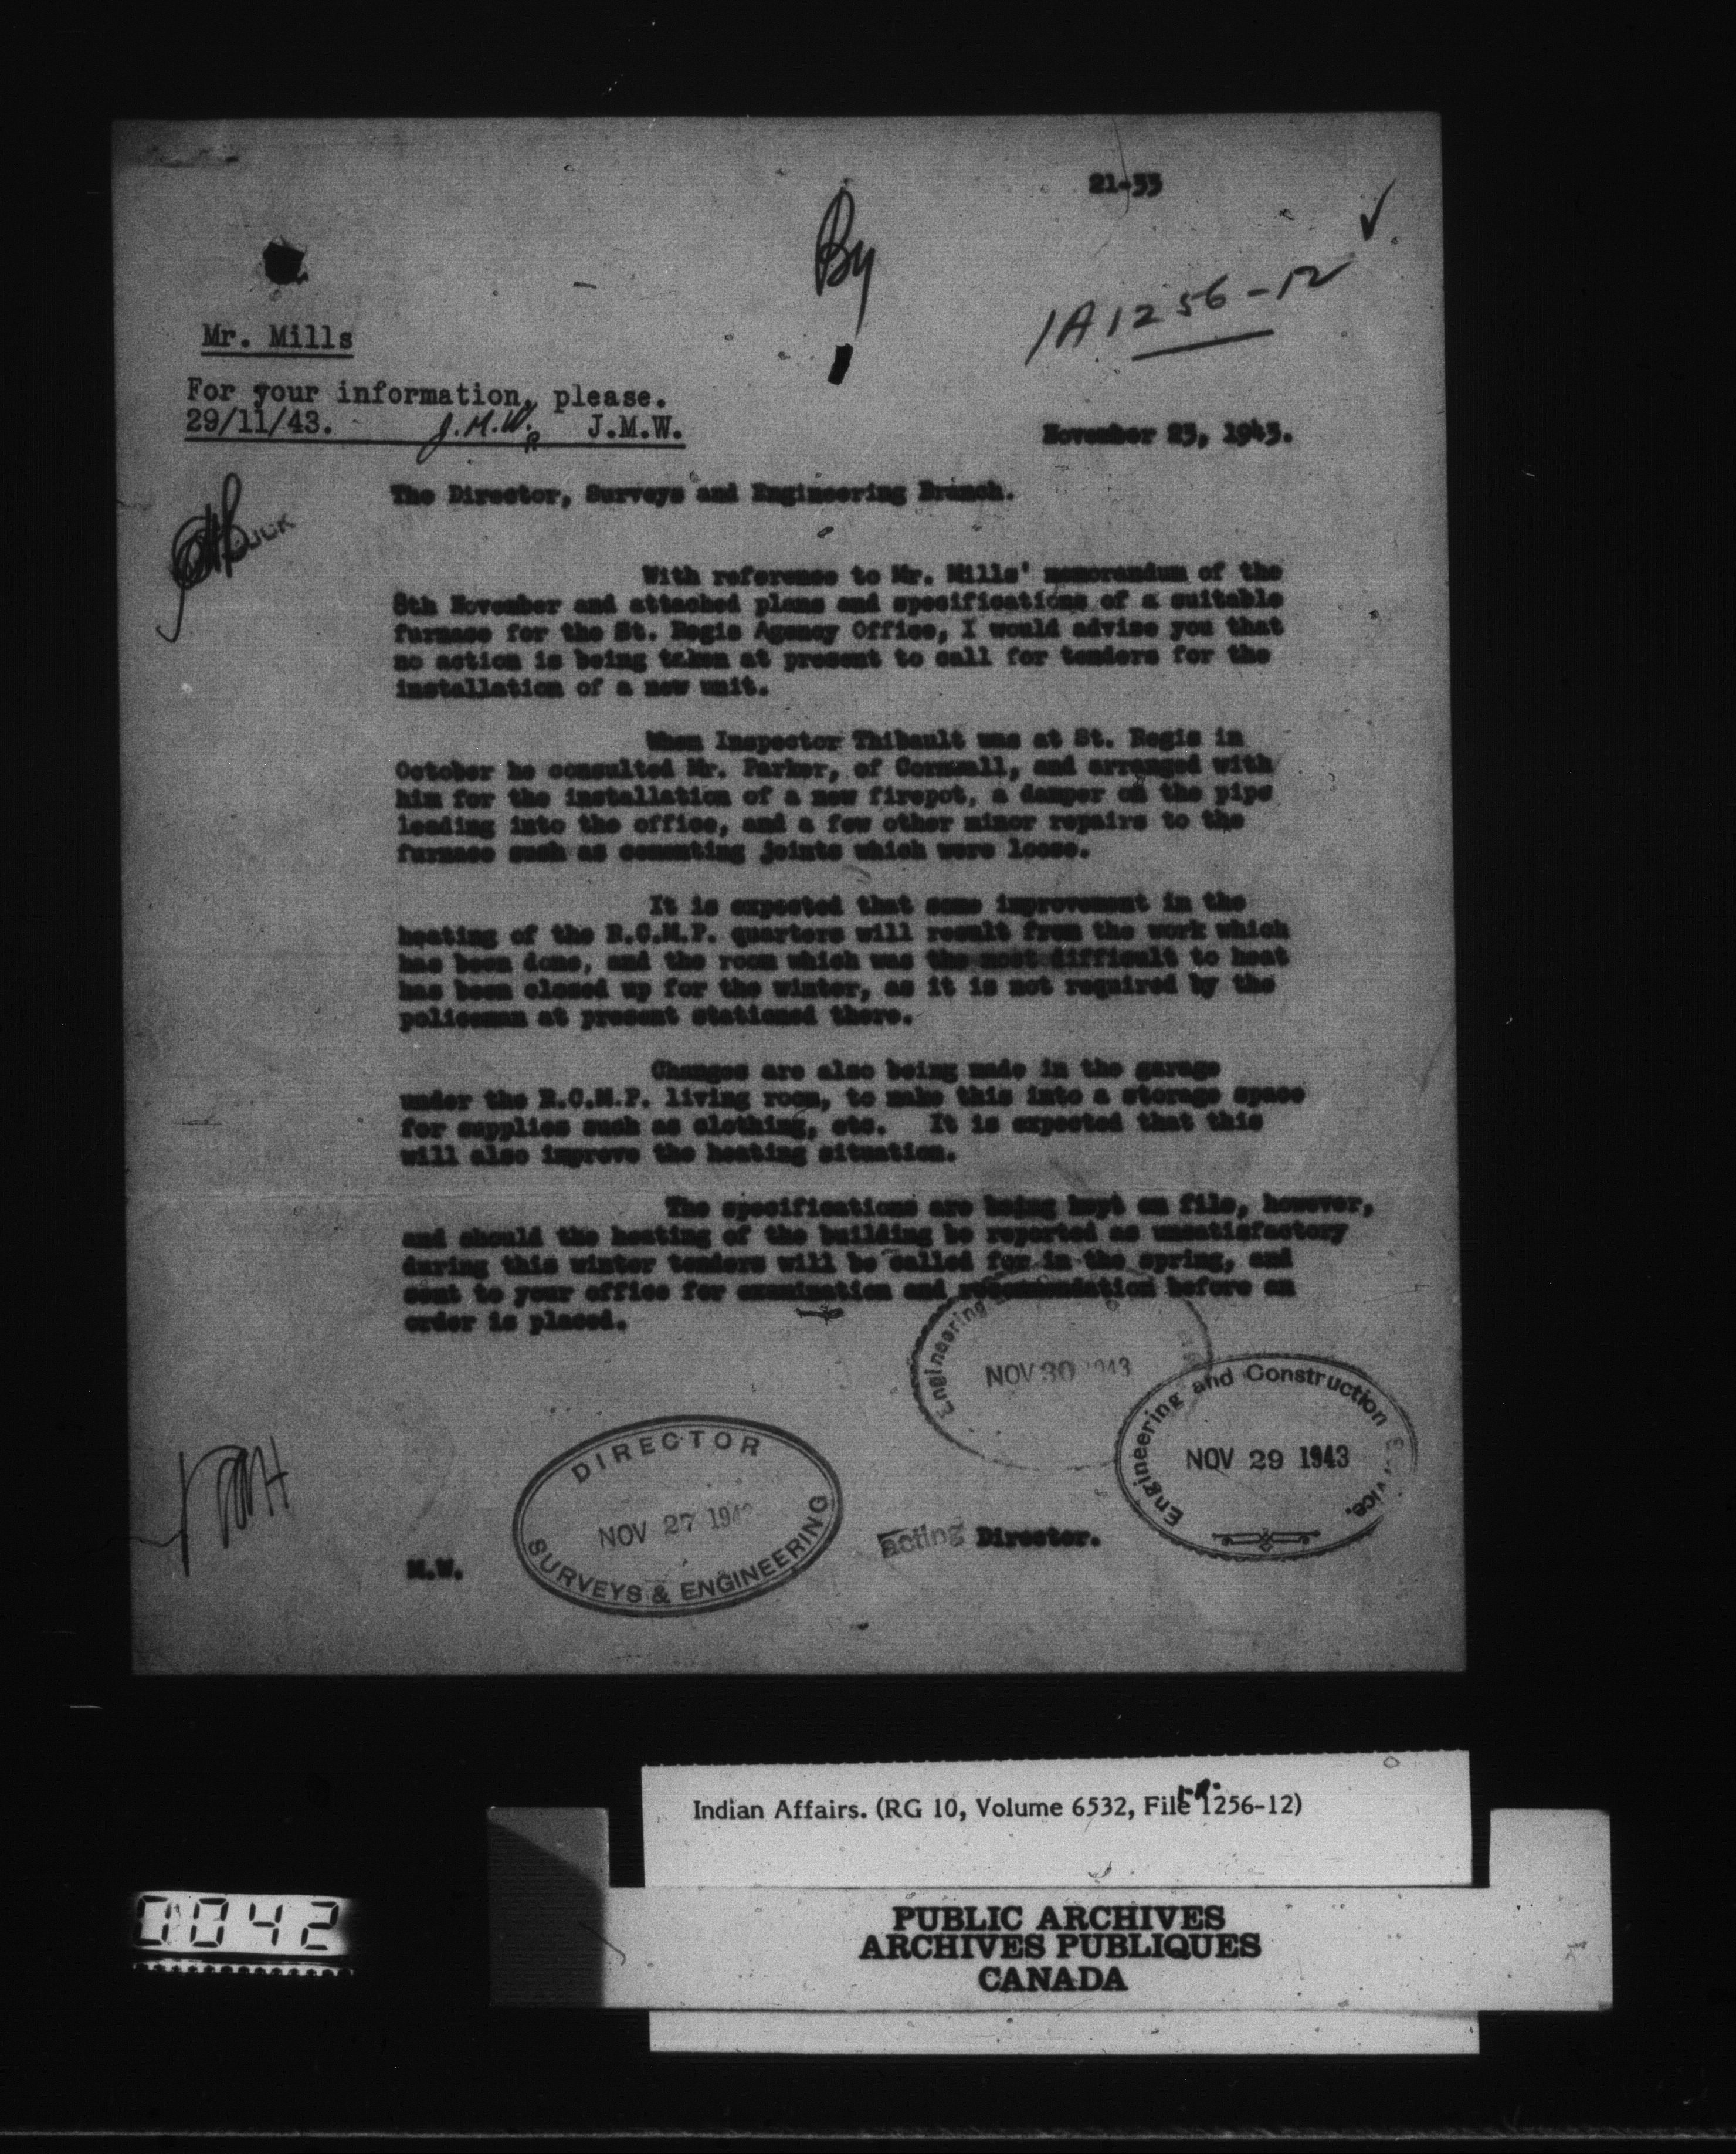 21-33
By
1A1256-12
Mr. Mills
For your information, please.
29/11/43. J.M.W. J.M.W.
November 23, 1943.
The Director, Surveys and Engineering Branch.
With reference to Mr. Mills' memorandum of the
8th November and attached plans and specifications of a suitable
furnace for the St. Regis Agency Office, I would advise you that
no action is being taken at present to call for tenders for the
installation of a new unit.
When Inspector Thibault was at St. Regis in
October he consulted Mr. Parker, of Cornwall, and arranged with
him for the installation of a new firepot, a damper on the pipe
leading into the office, and a few other minor repairs to the
furnace such as cementing joints which were loose.
It is expected that some improvement in the
heating of the R.C.M.P. quarters will result from the work which
has been done, and the room which was the most difficult to heat
has been closed up for the winter, as it is not required by the
policeman at present stationed there.
Changes are also being made in the garage
under the R.C.M.P. living room, to make this into a storage space
for supplies such as clothing, etc. It is expected that this
will also improve the heating situation.
The specifications are being kept on file, however,
and should the heating of the building be reported as unsatisfactory
during this winter tenders will be called for in the spring, and
sent to your office for examination and recommendation before an
order is placed.
Engineering
NOV 30 1943
Engineering and Construction Service.
NOV 29 1943
DIRECTOR
NOV 27 194
SURVEYS & ENGINEERING
acting Director.
M.W.
Indian Affairs. (RG 10, Volume 6532, File 1256-12)
PUBLIC ARCHIVES
ARCHIVES PUBLIQUES
CANADA
0042